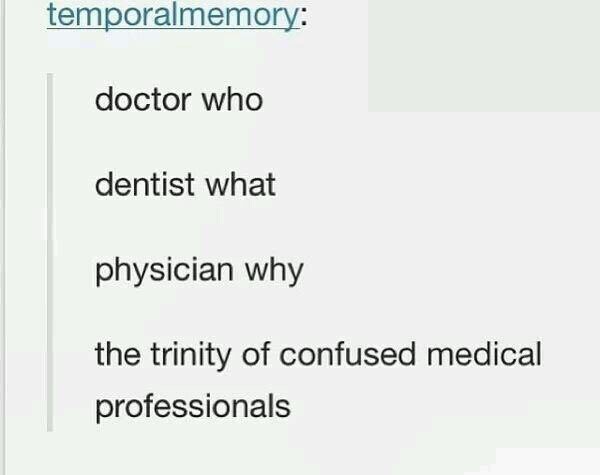 temporalmemory:
doctor who
dentist what
physician why
the trinity of confused medical
professionals